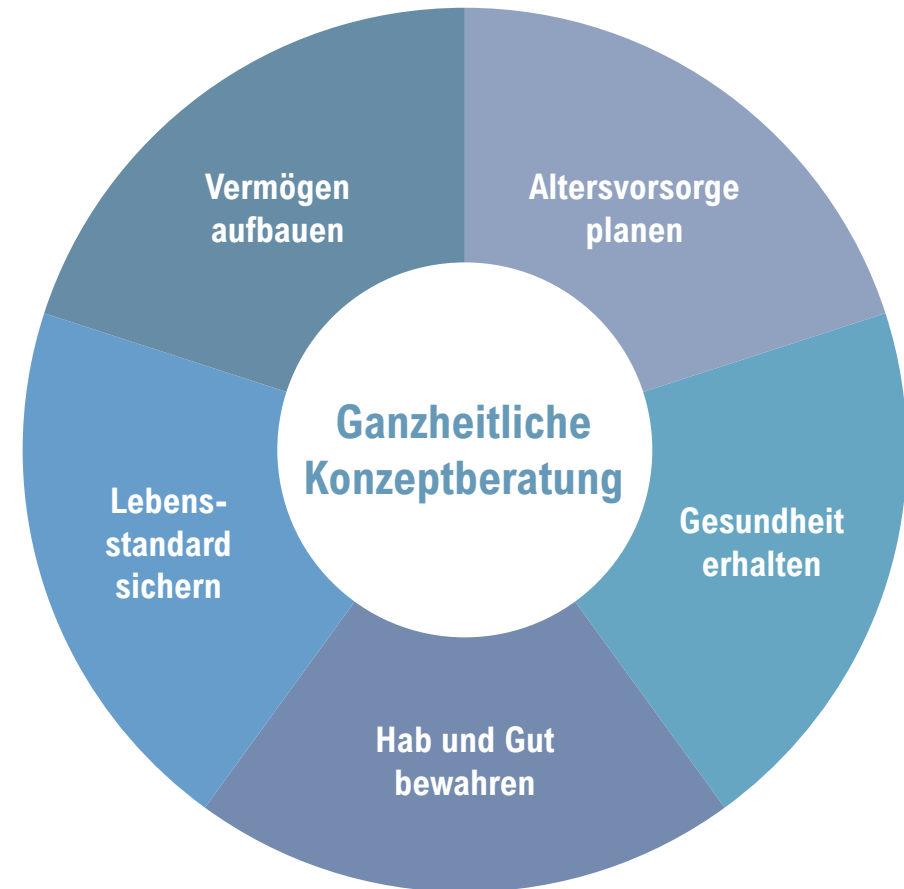 Vermögen
aufbauen
Altersvorsorge
planen
Ganzheitliche
Konzeptberatung
Lebens-
standard
sichern
Gesundheit
erhalten
Hab und Gut
bewahren